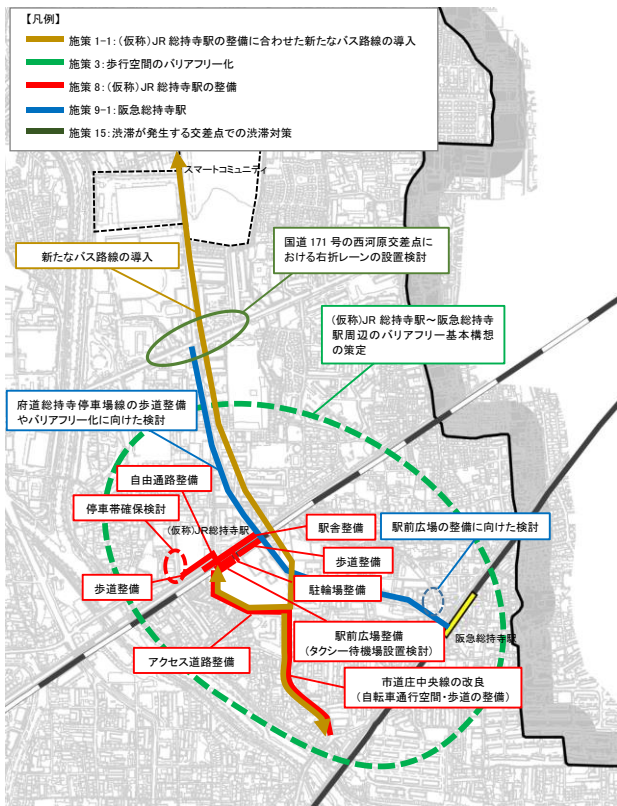 【凡例】
施策 1-1:(仮称)JR 総持寺駅の整備に合わせた新たなバス路線の導入
施策 3:歩行空間のバリアフリー化
施策 8:(仮称)JR 総持寺駅の整備
施策 9-1:阪急総持寺駅
施策 15:渋滞が発生する交差点での渋滞対策
スマートコミュニティ
新たなバス路線の導入
国道 171 号の西河原交差点に
おける右折レーンの設置検討
(仮称)JR 総持寺駅～阪急総持寺
駅周辺のバリアフリー基本構想
の策定
府道総持寺停車場線の歩道整備
やバリアフリー化に向けた検討
自由通路整備
停車帯確保検討
(仮称)JR総持寺駅
駅舎整備
駅前広場の整備に向けた検討
歩道整備
歩道整備
駐輪場整備
駅前広場整備
(タクシー待機場設置検討)
阪急総持寺駅
アクセス道路整備
市道庄中央線の改良
(自転車通行空間・歩道の整備)